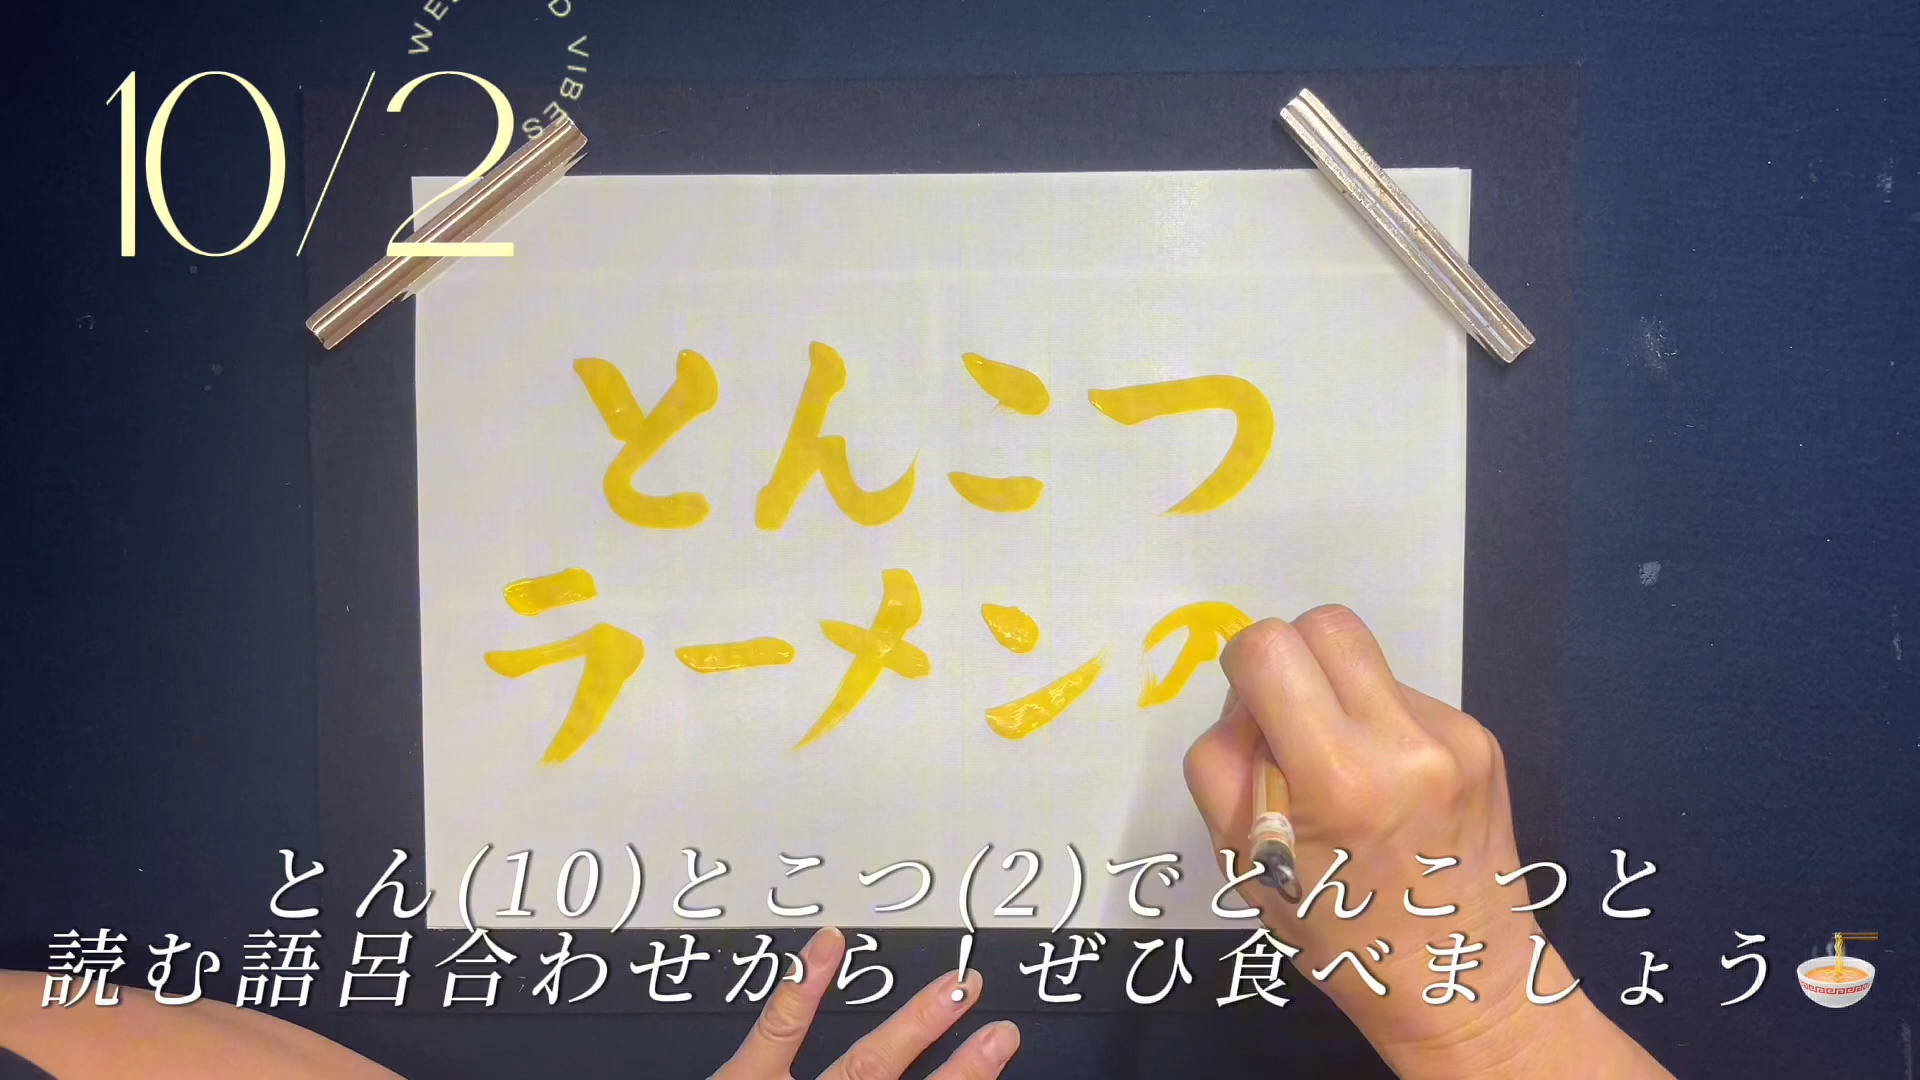 10/2
VIBES
とんこつ
ラーメンの
とん(10)とこつ(2)でとんこつと
読む語呂合わせから！ぜひ食べましょう🍜